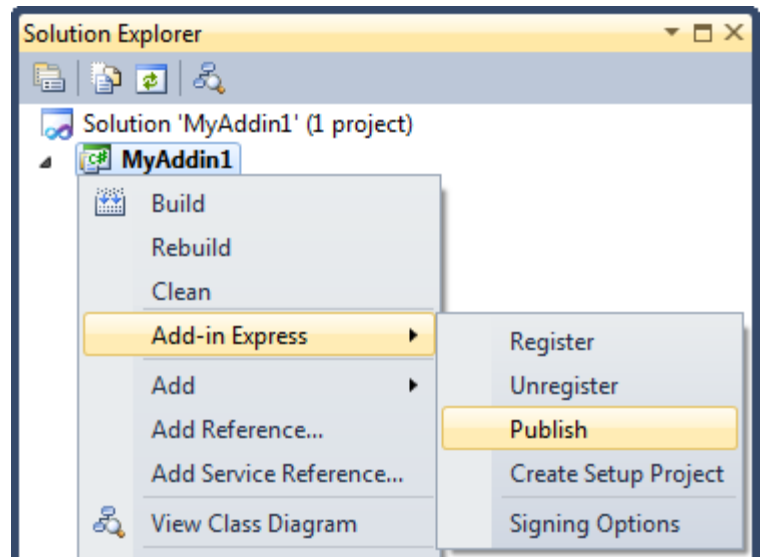 Solution Explorer
Solution 'MyAddin1' (1 project)
C#
MyAddin1
Build
Rebuild
Clean
Add-in Express
Add
Add Reference...
Add Service Reference...
View Class Diagram
Register
Unregister
Publish
Create Setup Project
Signing Options